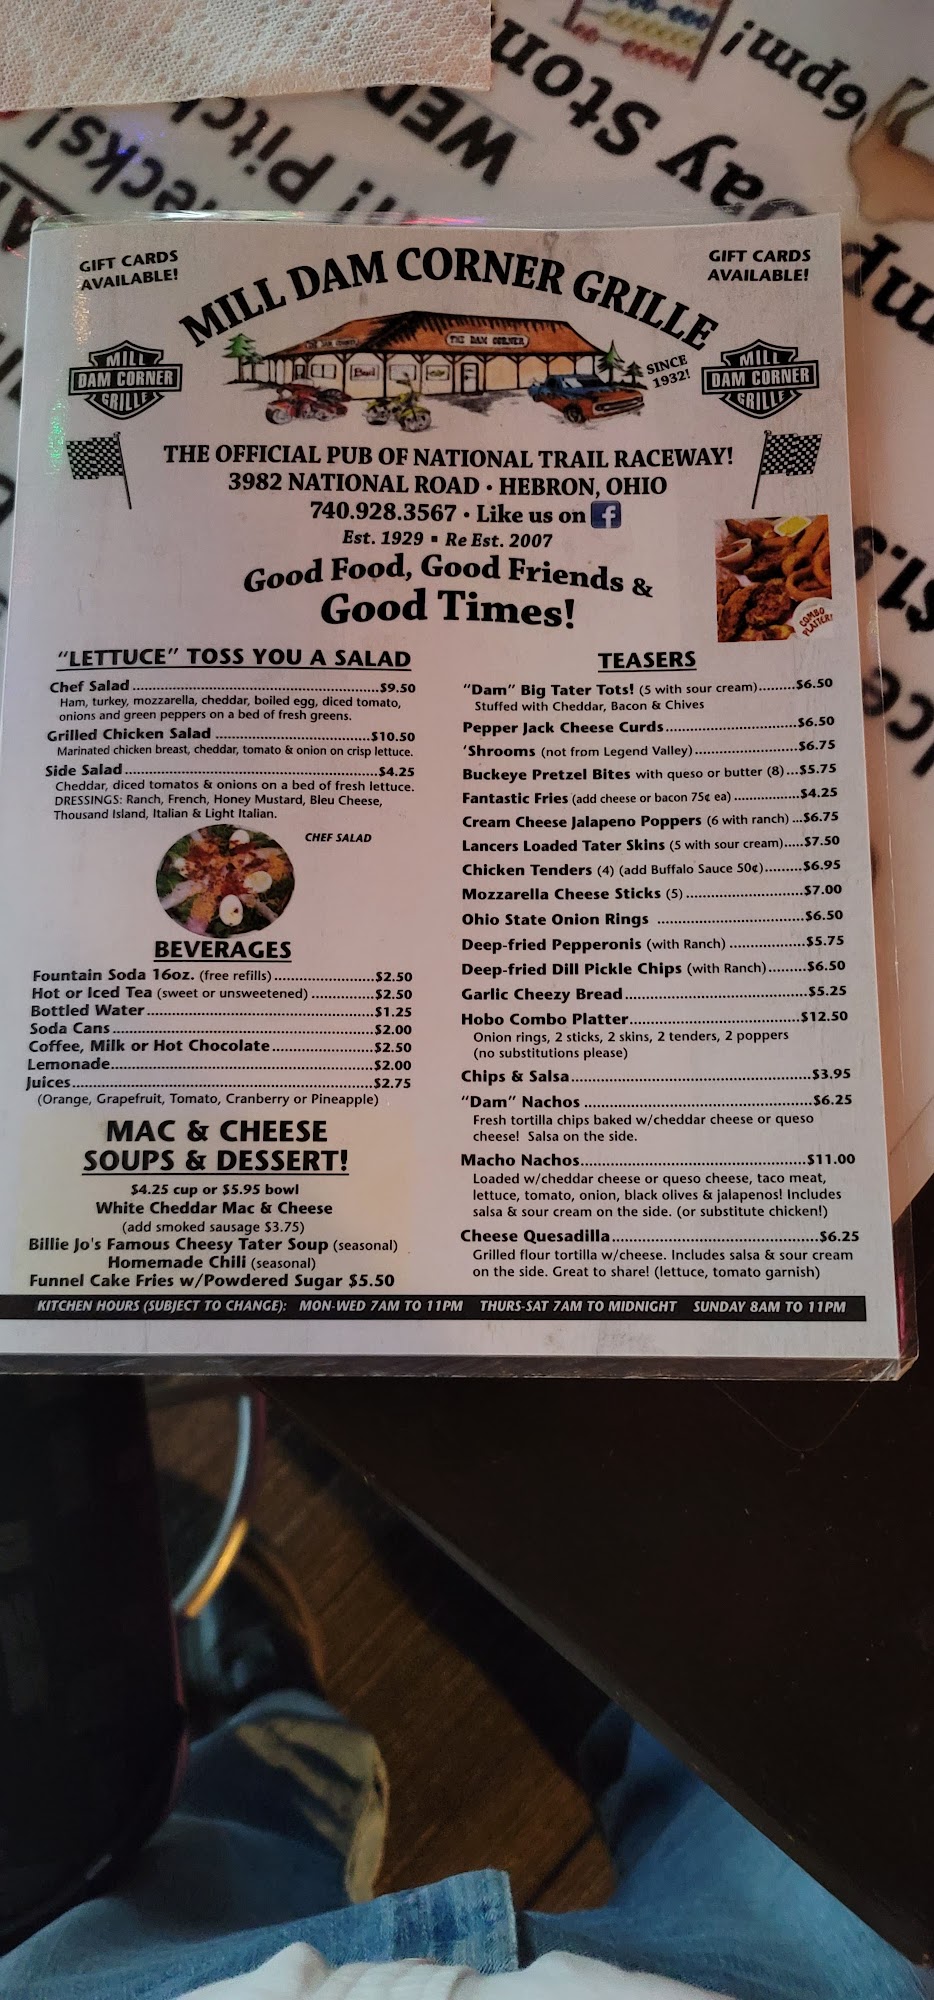 6pm!
Day Stom
WED
!! Pitch
ecks!
GIFT CARDS
AVAILABLE!
MILL DAM CORNER GRILLE
GIFT CARDS
AVAILABLE!
THE DAM CORNER
THE DAM CORNER
Bud
SINCE
1932!
MILL
DAM CORNER
GRILLE
MILL
DAM CORNER
GRILLE
THE OFFICIAL PUB OF NATIONAL TRAIL RACEWAY!
3982 NATIONAL ROAD • HEBRON, OHIO
740.928.3567 • Like us on f
Est. 1929 ▪ Re Est. 2007
Good Food, Good Friends &
Good Times!
COMBO
PLATTER!
"LETTUCE" TOSS YOU A SALAD
Chef Salad $9.50
Ham, turkey, mozzarella, cheddar, boiled egg, diced tomato,
onions and green peppers on a bed of fresh greens.
Grilled Chicken Salad $10.50
Marinated chicken breast, cheddar, tomato & onion on crisp lettuce.
Side Salad $4.25
Cheddar, diced tomatos & onions on a bed of fresh lettuce.
DRESSINGS: Ranch, French, Honey Mustard, Bleu Cheese,
Thousand Island, Italian & Light Italian.
CHEF SALAD
BEVERAGES
Fountain Soda 16oz. (free refills) $2.50
Hot or Iced Tea (sweet or unsweetened) $2.50
Bottled Water $1.25
Soda Cans $2.00
Coffee, Milk or Hot Chocolate $2.50
Lemonade $2.00
Juices $2.75
(Orange, Grapefruit, Tomato, Cranberry or Pineapple)
MAC & CHEESE
SOUPS & DESSERT!
$4.25 cup or $5.95 bowl
White Cheddar Mac & Cheese
(add smoked sausage $3.75)
Billie Jo's Famous Cheesy Tater Soup (seasonal)
Homemade Chili (seasonal)
Funnel Cake Fries w/Powdered Sugar $5.50
TEASERS
"Dam" Big Tater Tots! (5 with sour cream) $6.50
Stuffed with Cheddar, Bacon & Chives
Pepper Jack Cheese Curds $6.50
'Shrooms (not from Legend Valley) $6.75
Buckeye Pretzel Bites with queso or butter (8) $5.75
Fantastic Fries (add cheese or bacon 75¢ ea) $4.25
Cream Cheese Jalapeno Poppers (6 with ranch) $6.75
Lancers Loaded Tater Skins (5 with sour cream) $7.50
Chicken Tenders (4) (add Buffalo Sauce 50¢) $6.95
Mozzarella Cheese Sticks (5) $7.00
Ohio State Onion Rings $6.50
Deep-fried Pepperonis (with Ranch) $5.75
Deep-fried Dill Pickle Chips (with Ranch) $6.50
Garlic Cheezy Bread $5.25
Hobo Combo Platter $12.50
Onion rings, 2 sticks, 2 skins, 2 tenders, 2 poppers
(no substitutions please)
Chips & Salsa $3.95
"Dam" Nachos $6.25
Fresh tortilla chips baked w/cheddar cheese or queso
cheese! Salsa on the side.
Macho Nachos $11.00
Loaded w/cheddar cheese or queso cheese, taco meat,
lettuce, tomato, onion, black olives & jalapenos! Includes
salsa & sour cream on the side. (or substitute chicken!)
Cheese Quesadilla $6.25
Grilled flour tortilla w/cheese. Includes salsa & sour cream
on the side. Great to share! (lettuce, tomato garnish)
KITCHEN HOURS (SUBJECT TO CHANGE): MON-WED 7AM TO 11PM THURS-SAT 7AM TO MIDNIGHT SUNDAY 8AM TO 11PM